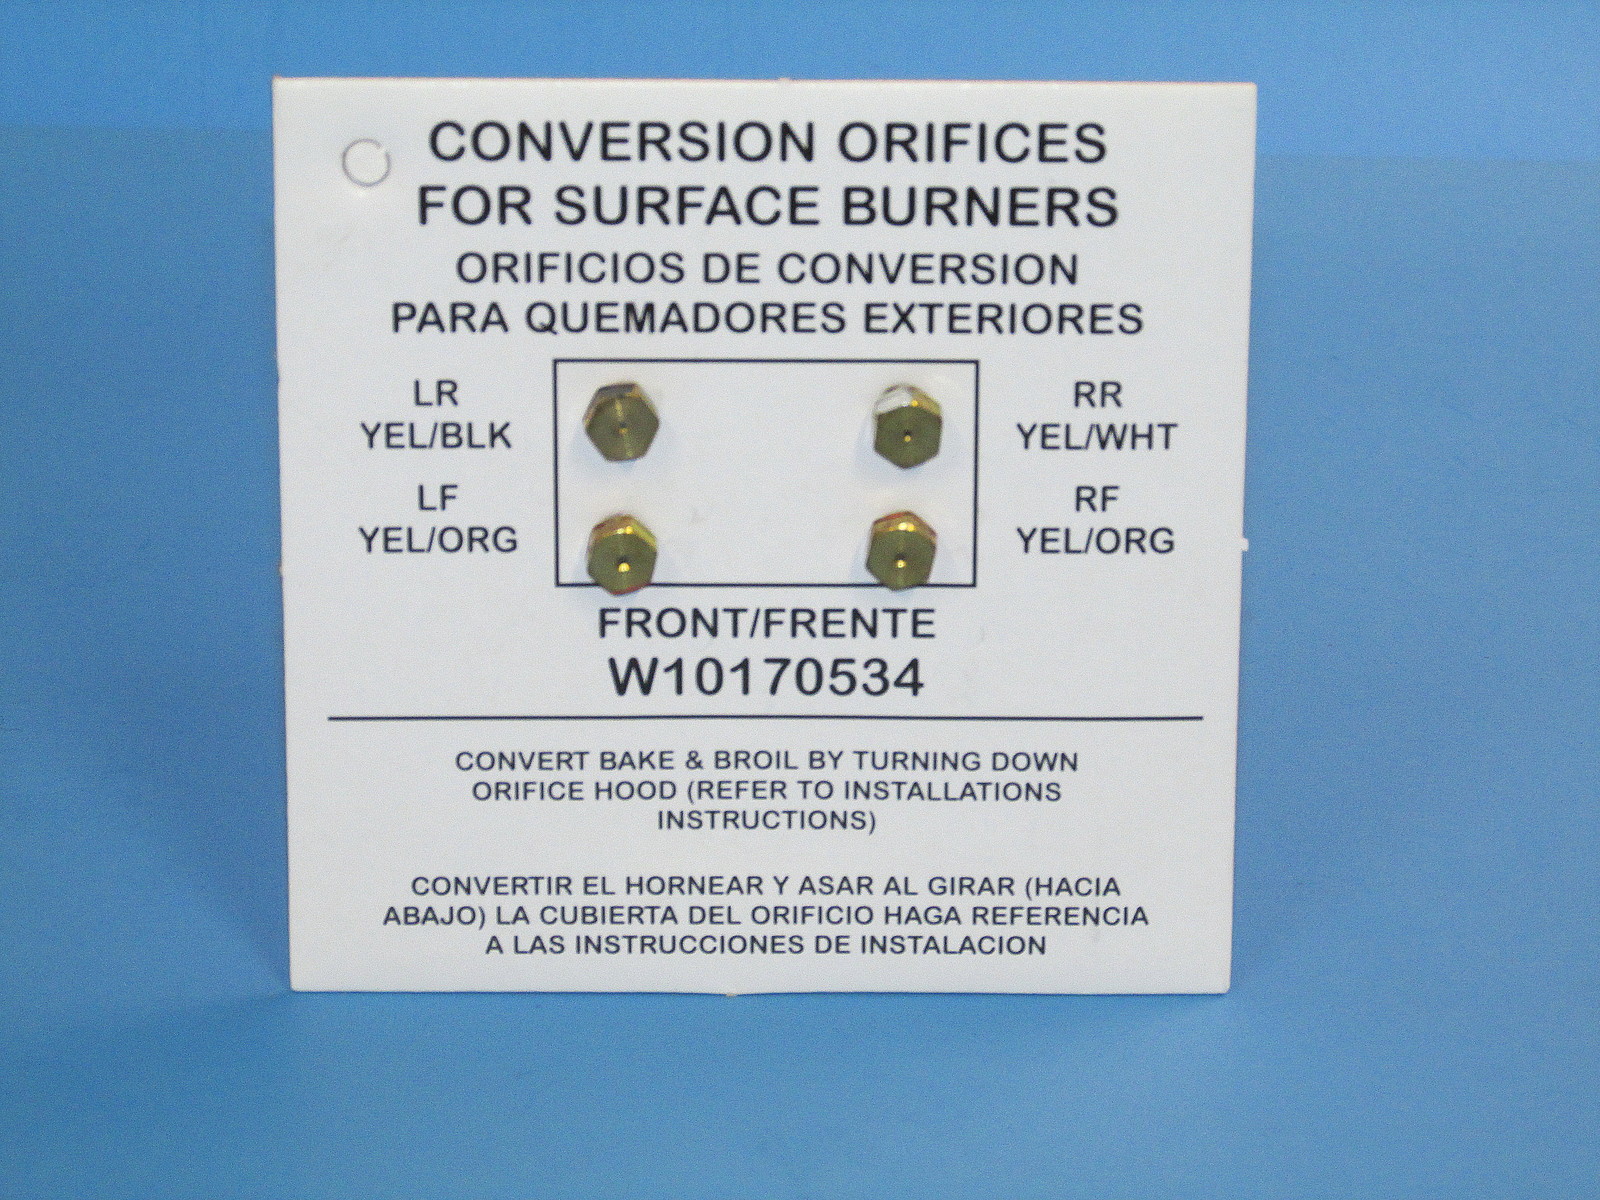 CONVERSION ORIFICES
FOR SURFACE BURNERS
ORIFICIOS DE CONVERSION
PARA QUEMADORES EXTERIORES
LR
YEL/BLK
LF
YEL/ORG
RR
YEL/WHT
RF
YEL/ORG
FRONT/FRENTE
W10170534
CONVERT BAKE & BROIL BY TURNING DOWN
ORIFICE HOOD (REFER TO INSTALLATIONS
INSTRUCTIONS)
CONVERTIR EL HORNEAR Y ASAR AL GIRAR (HACIA
ABAJO) LA CUBIERTA DEL ORIFICIO HAGA REFERENCIA
A LAS INSTRUCCIONES DE INSTALACION